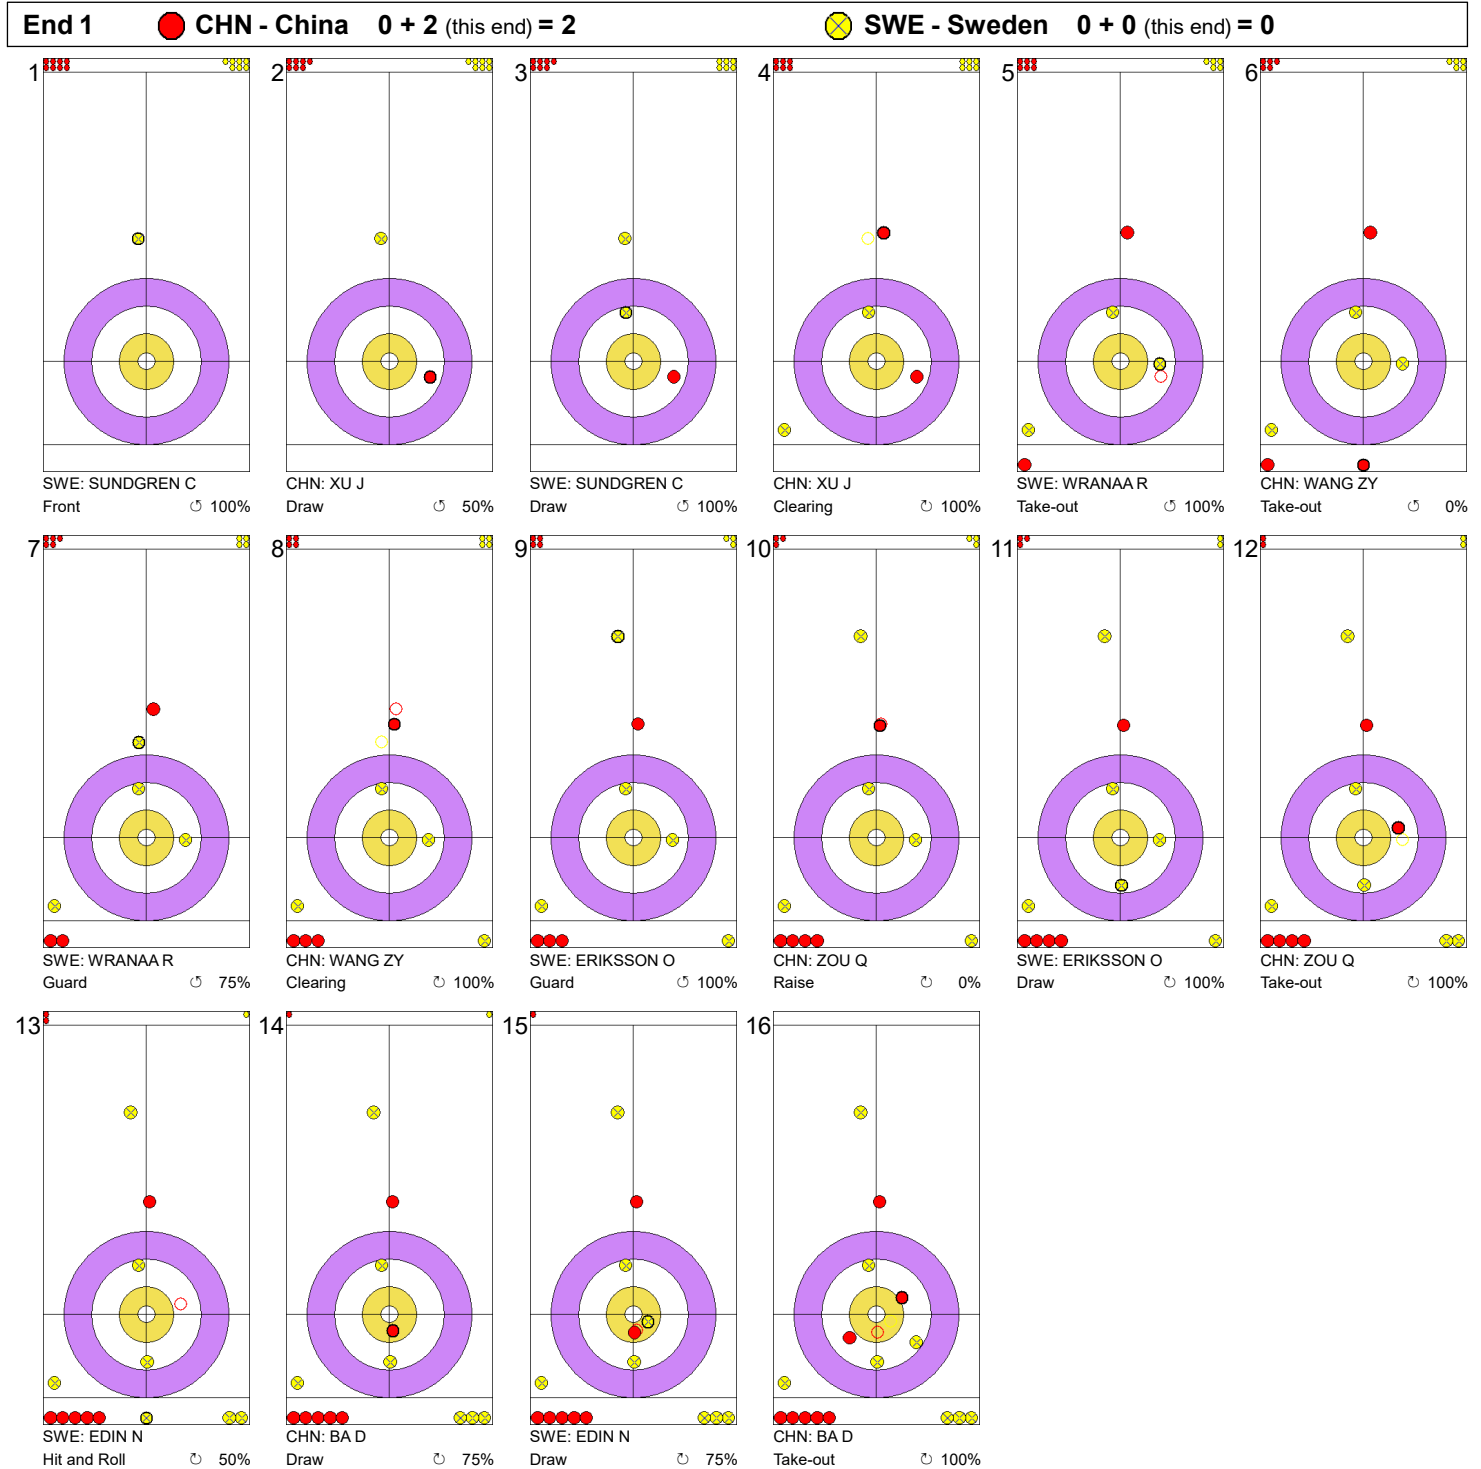 End 1 CHN - China 0 + 2 (this end) = 2 SWE - Sweden 0 + 0 (this end) = 0
1 2 3 4 5 6
SWE: SUNDGREN C CHN: XU J SWE: SUNDGREN C CHN: XU J SWE: WRANAA R CHN: WANG ZY
Front ↺ 100% Draw ↺ 50% Draw ↺ 100% Clearing ↻ 100% Take-out ↺ 100% Take-out ↺ 0%
7 8 9 10 11 12
SWE: WRANAA R CHN: WANG ZY SWE: ERIKSSON O CHN: ZOU Q SWE: ERIKSSON O CHN: ZOU Q
Guard ↺ 75% Clearing ↻ 100% Guard ↺ 100% Raise ↻ 0% Draw ↻ 100% Take-out ↻ 100%
13 14 15 16
SWE: EDIN N CHN: BA D SWE: EDIN N CHN: BA D
Hit and Roll ↻ 50% Draw ↻ 75% Draw ↻ 75% Take-out ↻ 100%